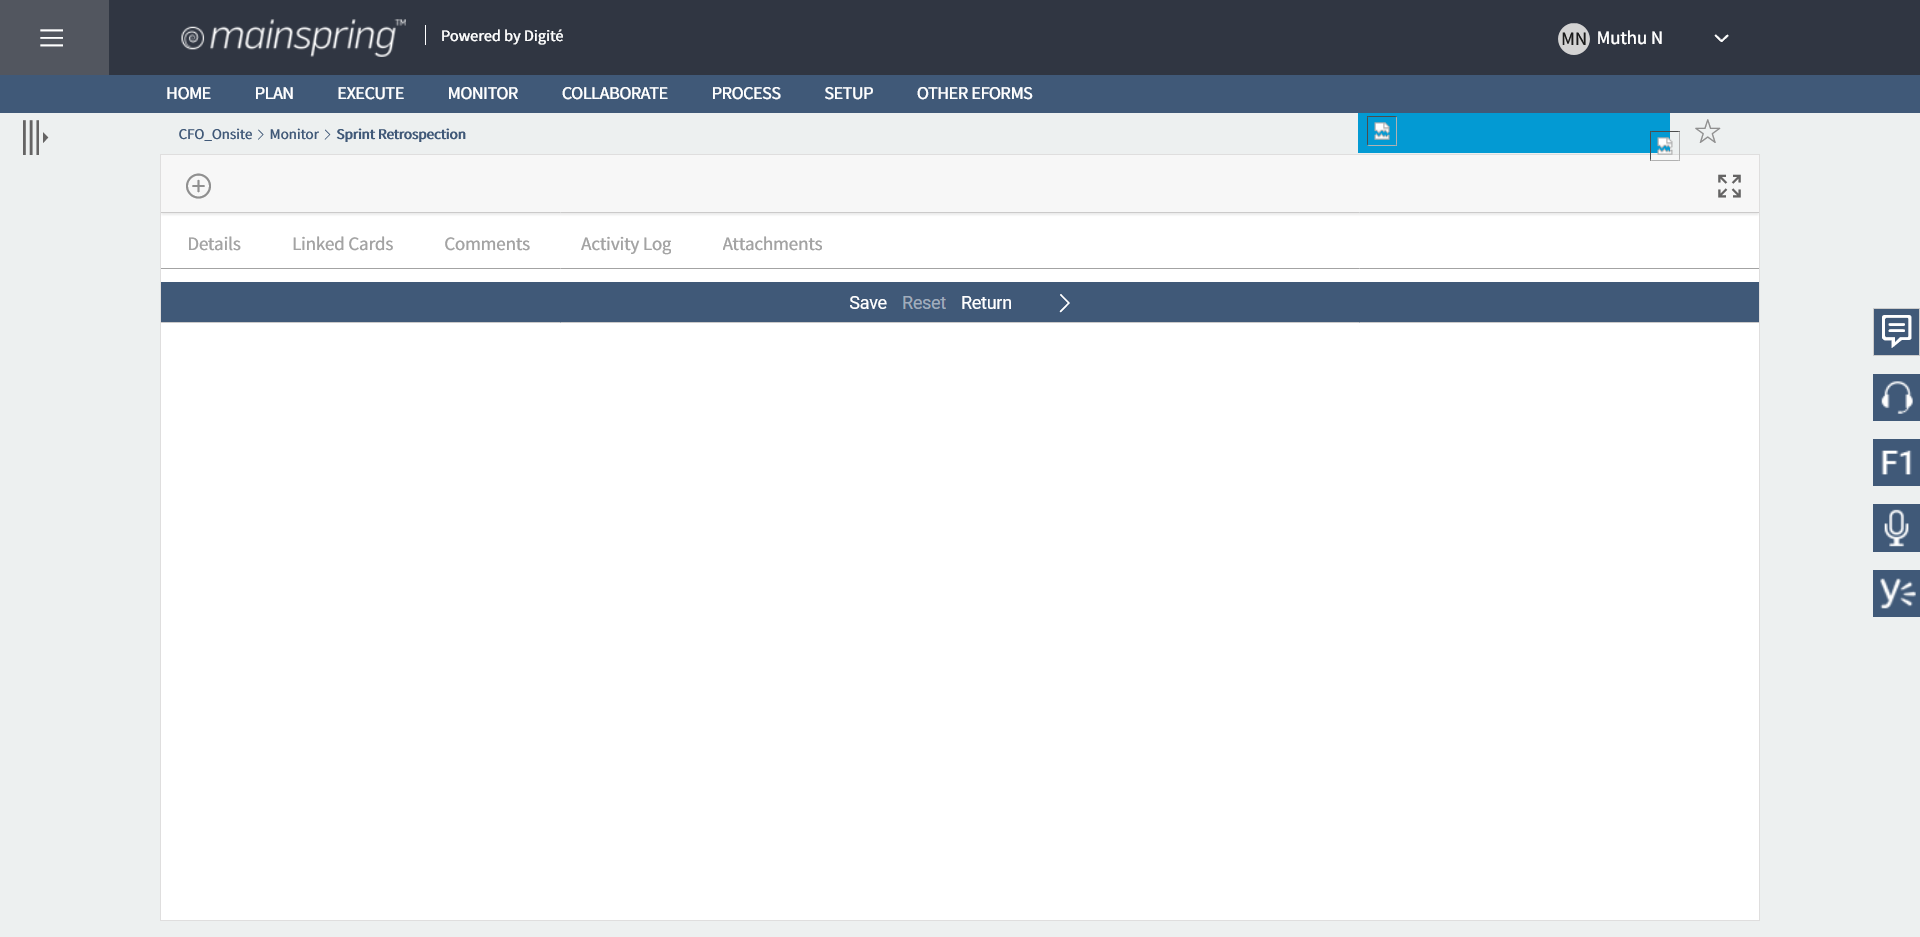 mainspring™ Powered by Digité
MN Muthu N
HOME PLAN EXECUTE MONITOR COLLABORATE PROCESS SETUP OTHER EFORMS
CFO_Onsite > Monitor > Sprint Retrospection
Details Linked Cards Comments Activity Log Attachments
Save Reset Return
F1